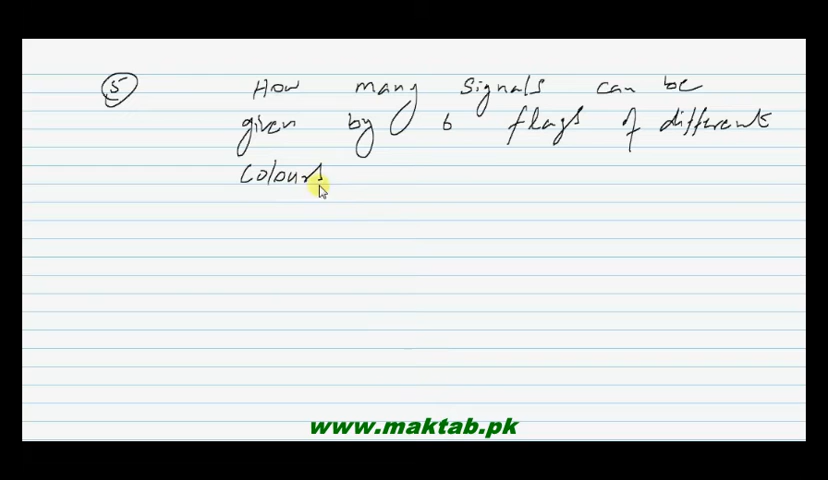 5 How many signals can be
given by 6 flags of different
colours
www.maktab.pk